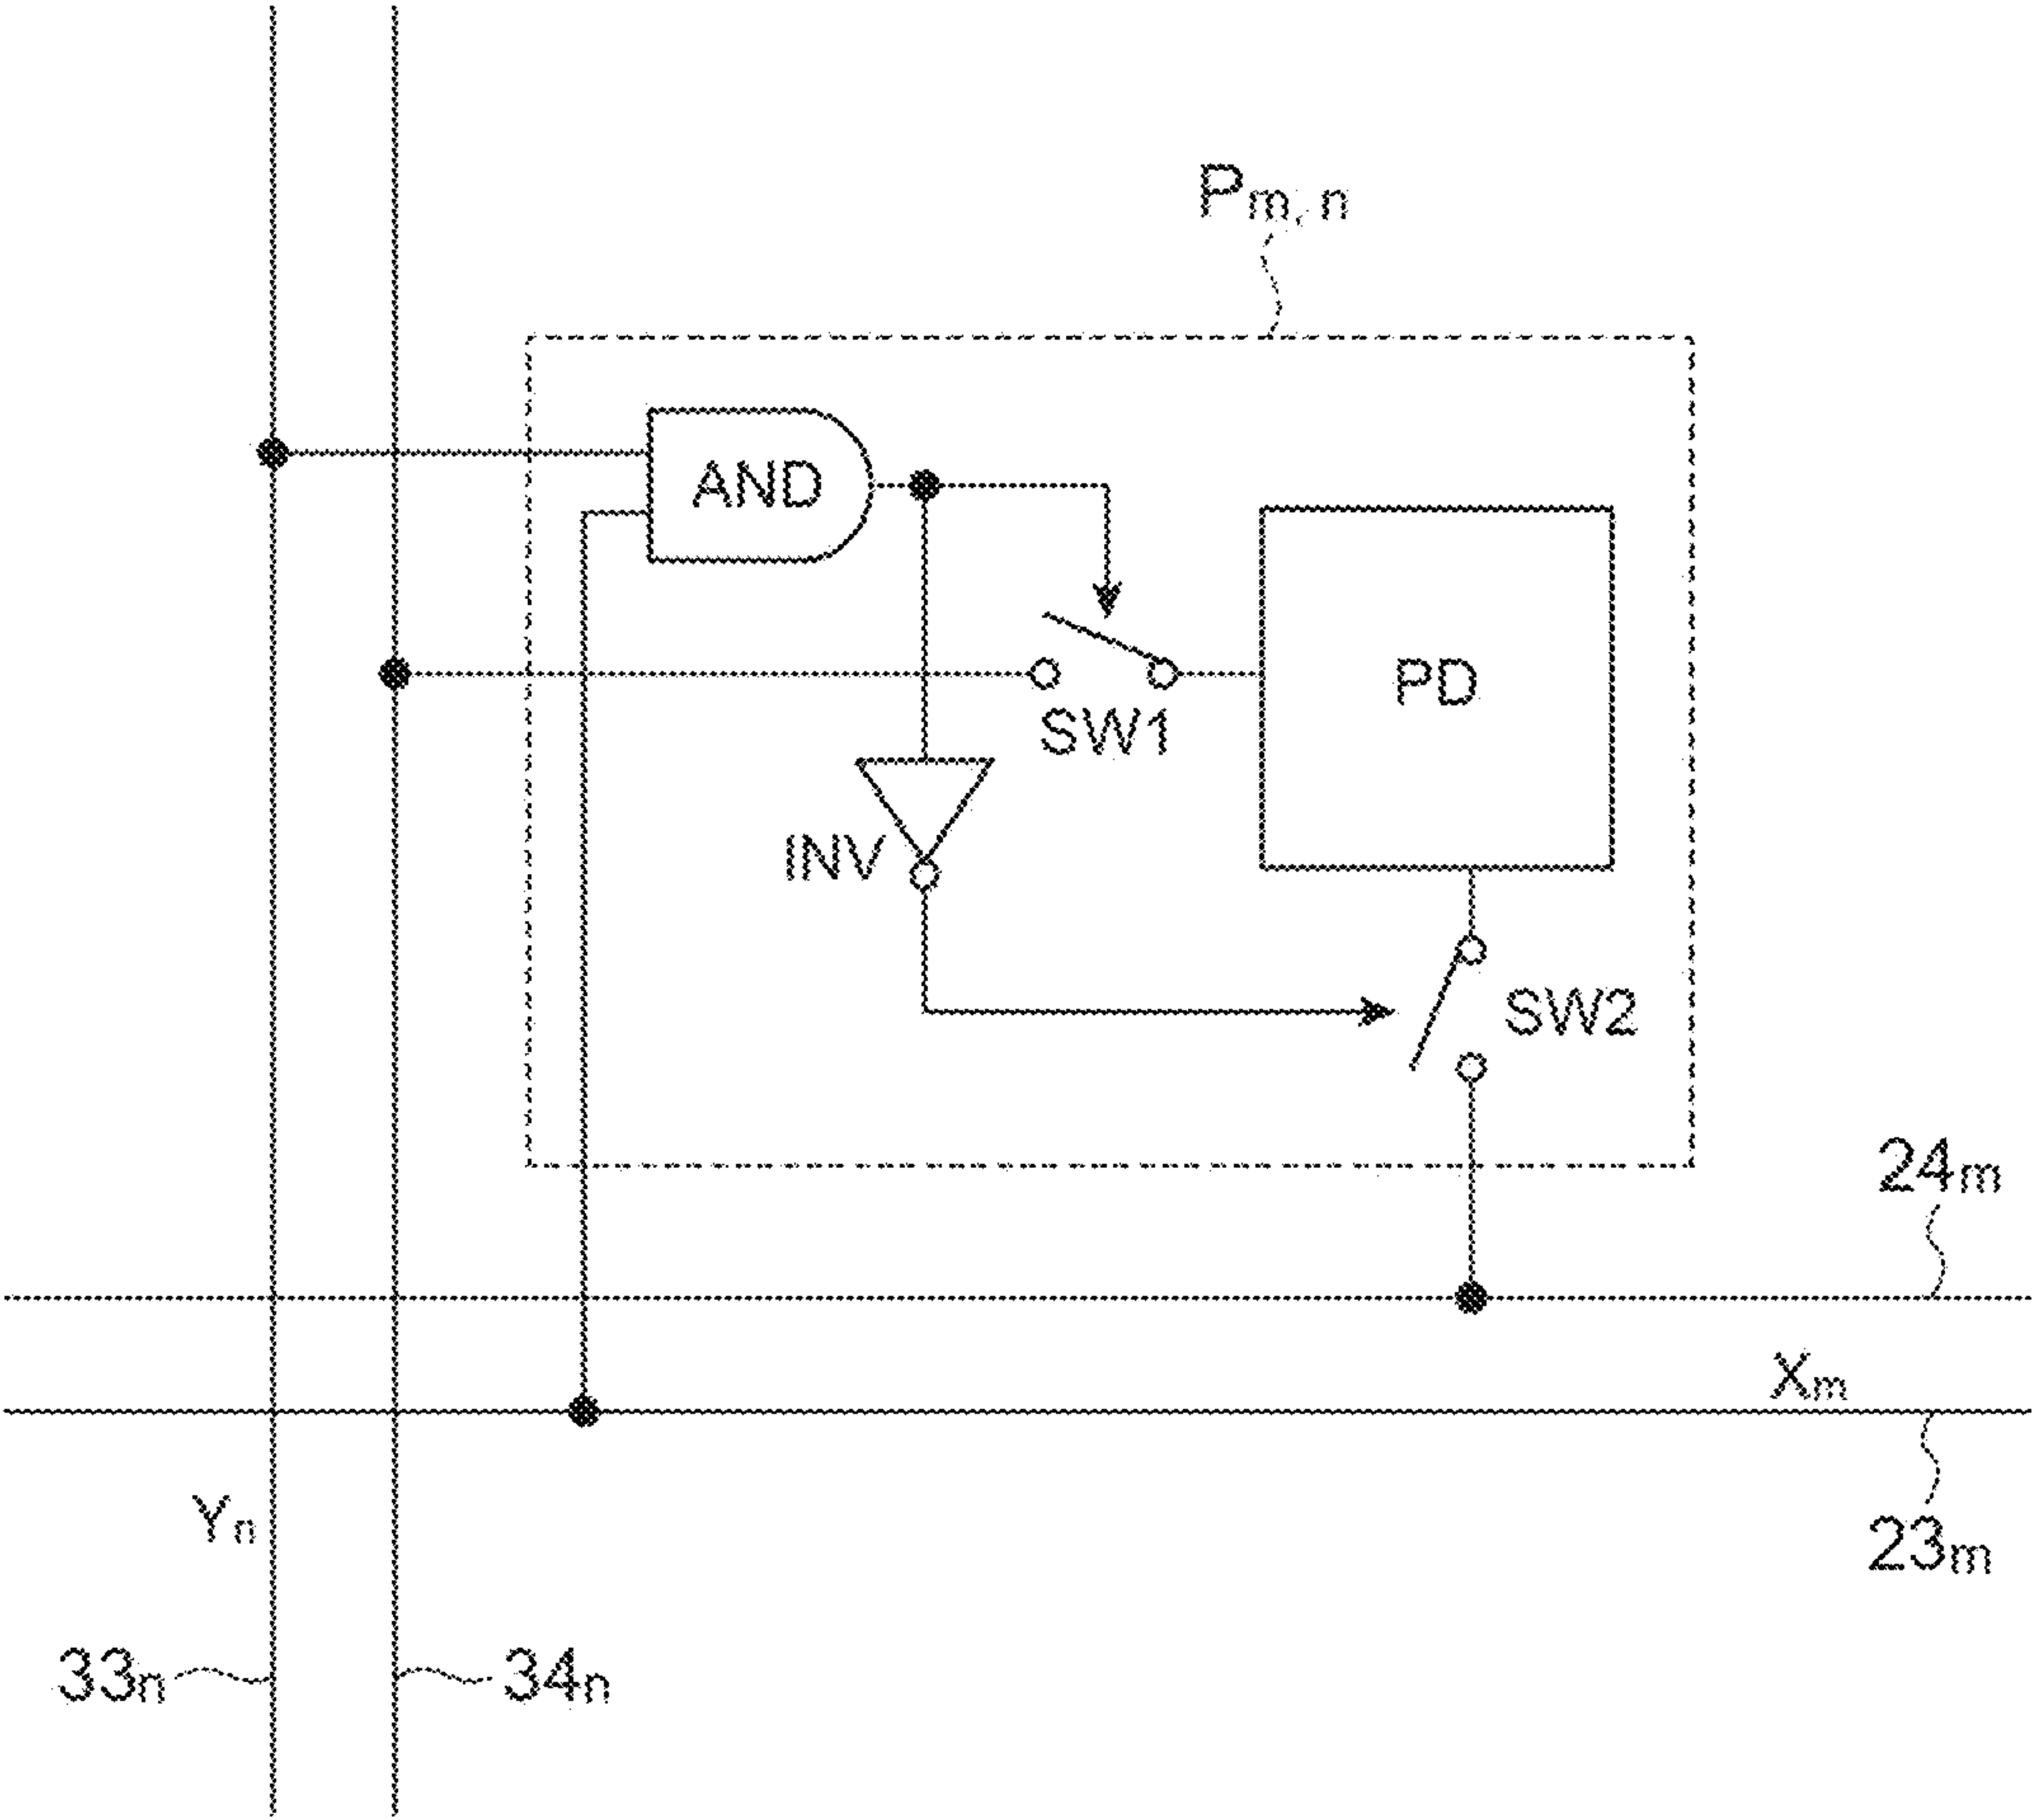 Pm, n
AND
PD
SW1
INV
SW2
24m
Xm
Yn
23m
33n
34n